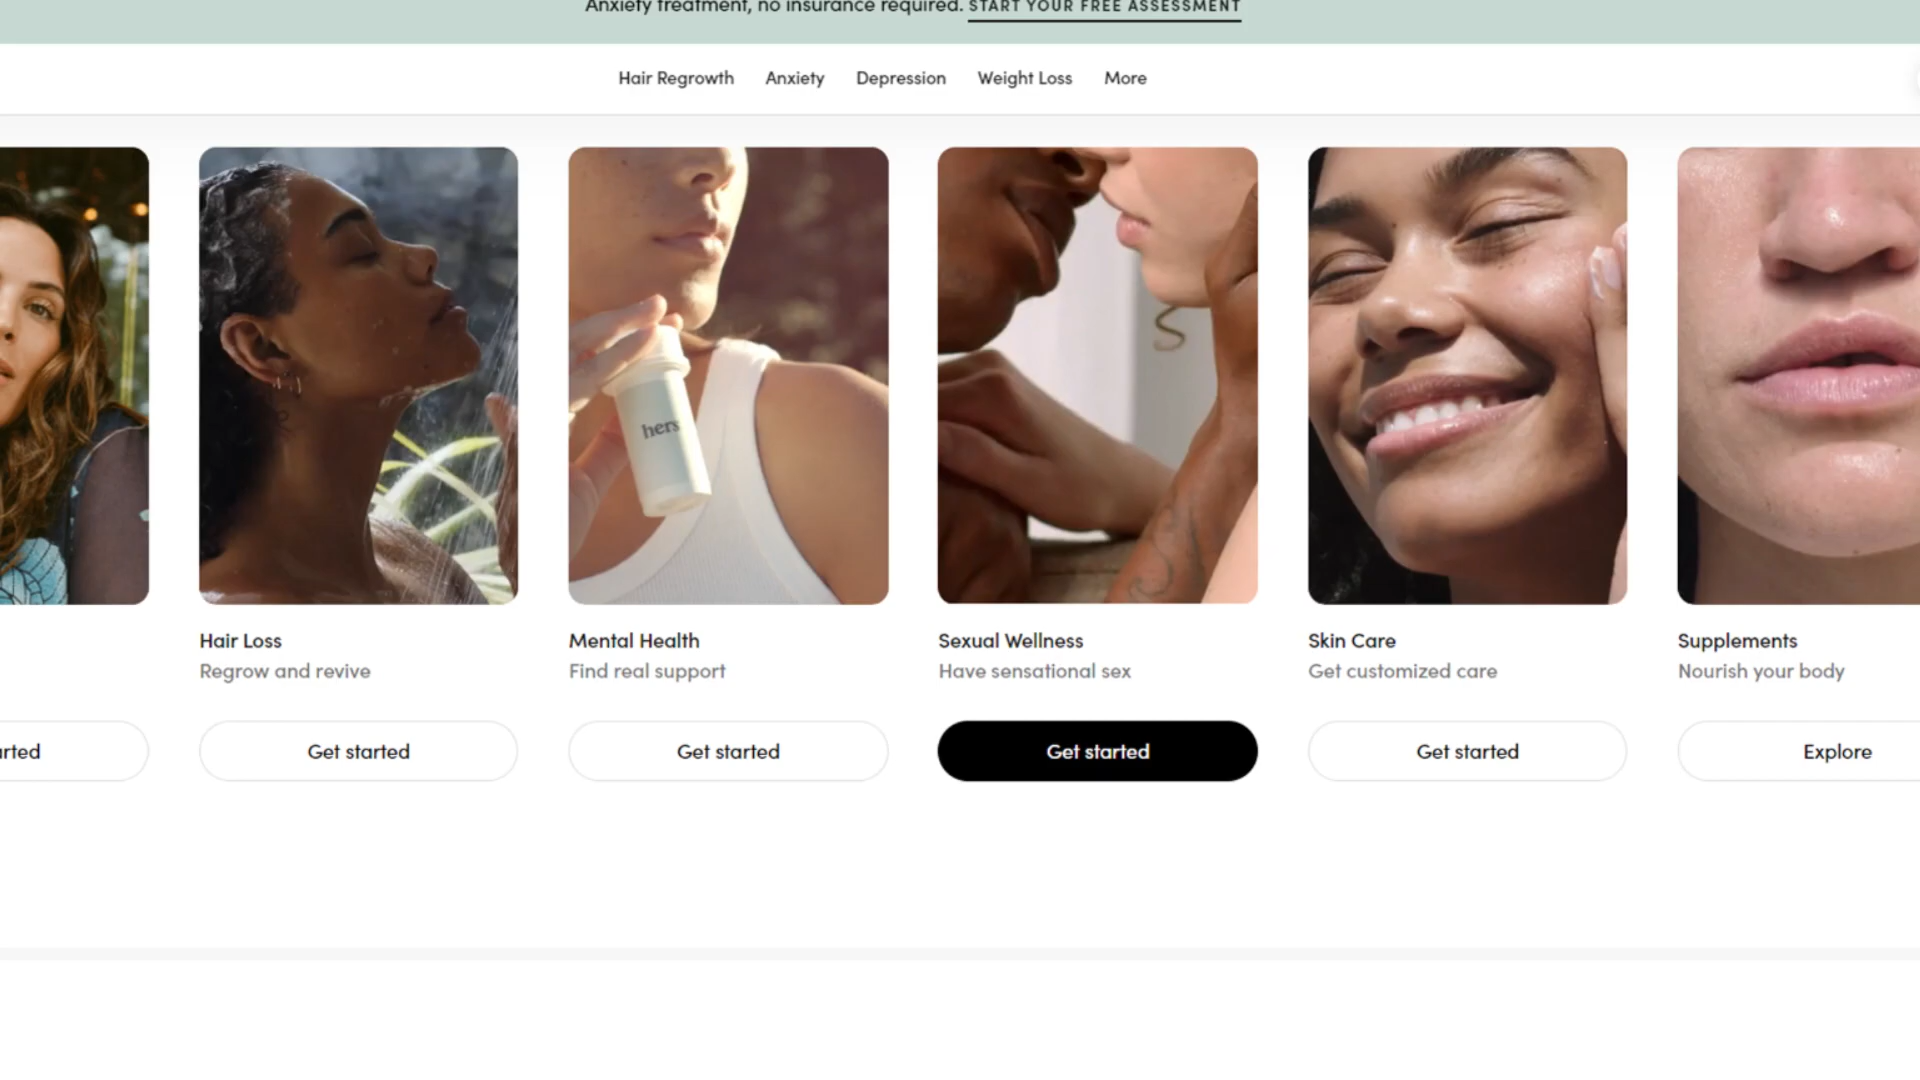 Anxiety treatment, no insurance required. START YOUR FREE ASSESSMENT
Hair Regrowth Anxiety Depression Weight Loss More
hers
Hair Loss
Regrow and revive
Get started
Mental Health
Find real support
Get started
Sexual Wellness
Have sensational sex
Get started
Skin Care
Get customized care
Get started
Supplements
Nourish your body
Explore